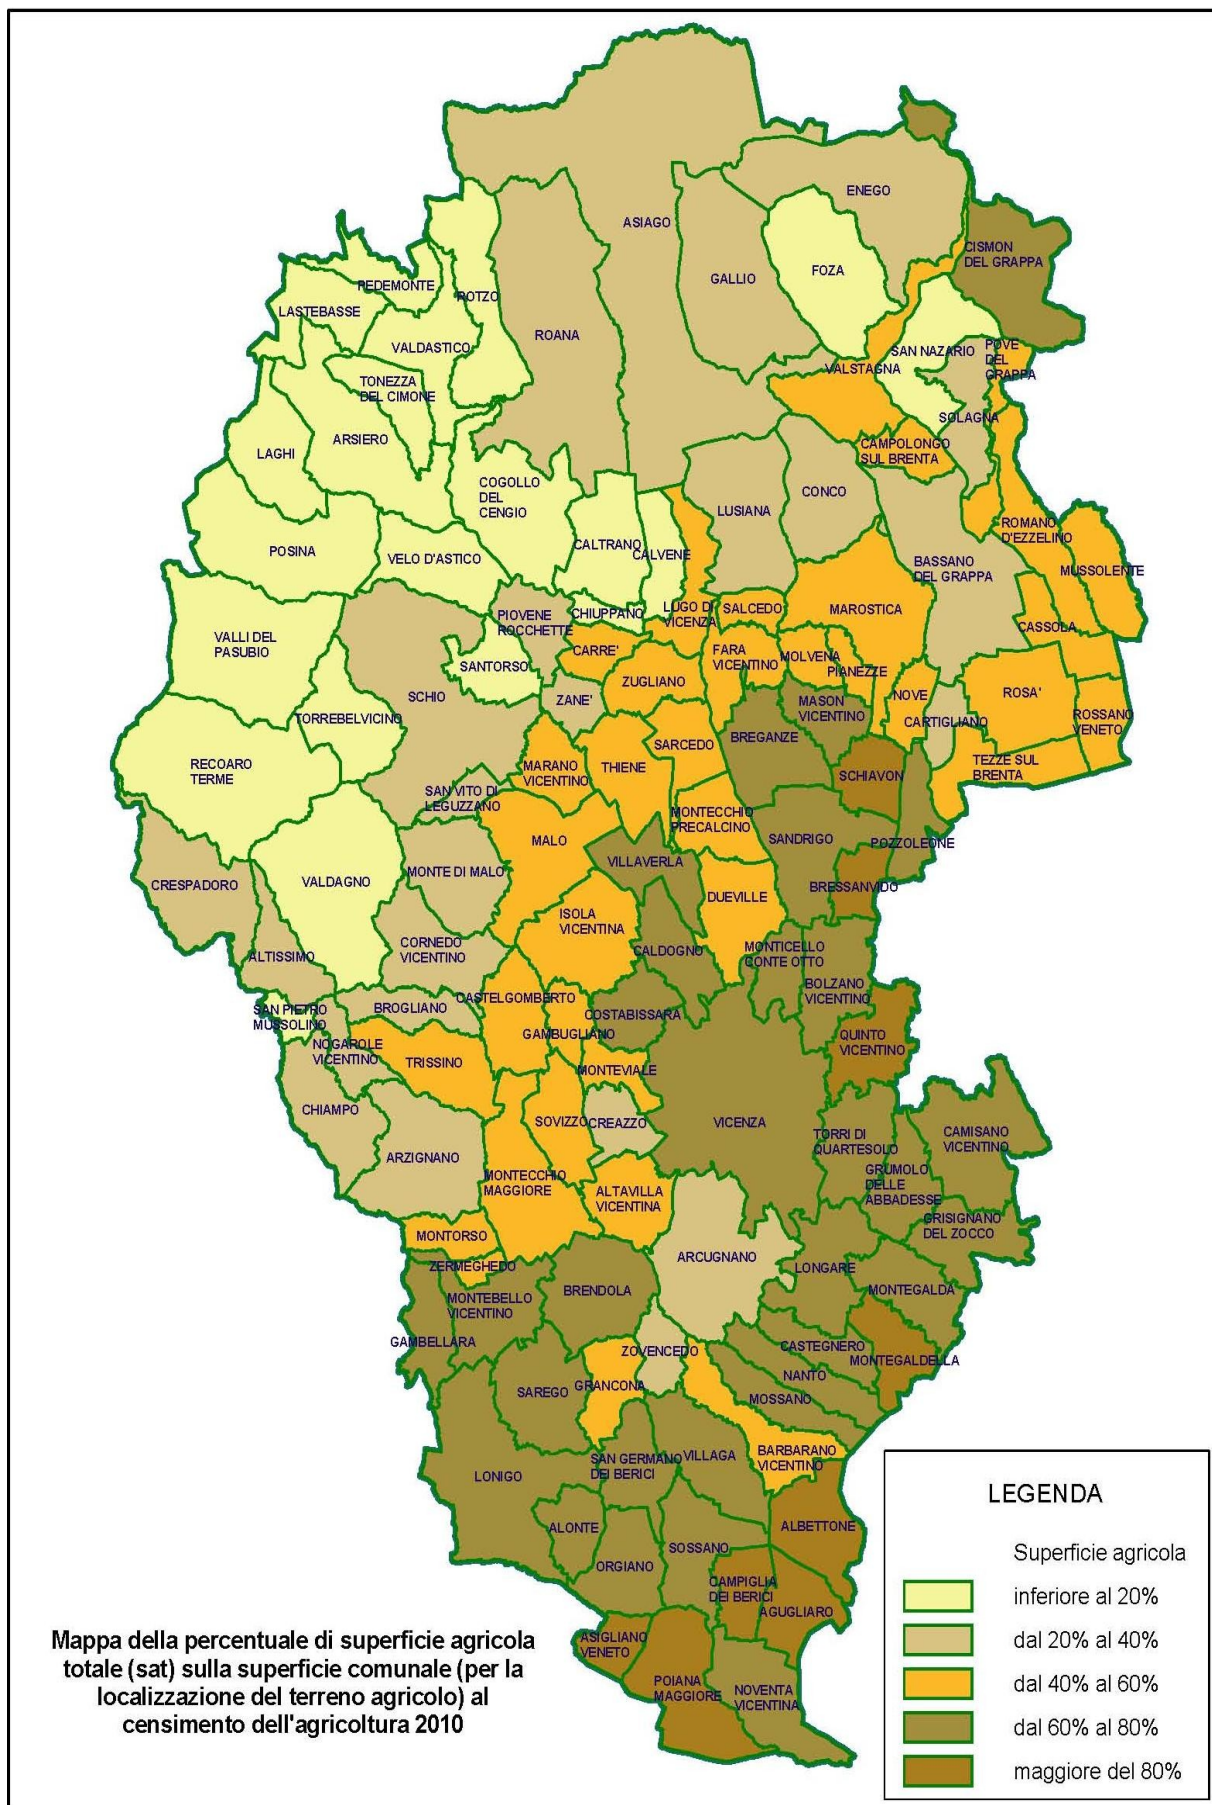 ENEGO
ASIAGO
CISMON
DEL GRAPPA
GALLIO
FOZA
PEDEMONTE
ROTZO
LASTEBASSE
ROANA
VALDASTICO
SAN NAZARIO
POVE
DEL
GRAPPA
VALSTAGNA
TONEZZA
DEL CIMONE
SOLAGNA
ARSIERO
LAGHI
CAMPOLONGO
SUL BRENTA
COGOLLO
DEL
CENGIO
CONCO
LUSIANA
ROMANO
D'EZZELINO
POSINA
VELO D'ASTICO
CALTRANO
CALVENE
BASSANO
DEL GRAPPA
MUSSOLENTE
PIOVENE
ROCCHETTE
CHIUPPANO
LUGO DI
VICENZA
SALCEDO
MAROSTICA
CASSOLA
VALLI DEL
PASUBIO
SANTORSO
CARRE'
FARA
VICENTINO
MOLVENA
PIANEZZE
ZUGLIANO
SCHIO
ZANE'
MASON
VICENTINO
NOVE
ROSA'
TORREBELVICINO
CARTIGLIANO
ROSSANO
VENETO
BREGANZE
SARCEDO
RECOARO
TERME
MARANO
VICENTINO
THIENE
SCHIAVON
TEZZE SUL
BRENTA
SAN VITO DI
LEGUZZANO
MONTECCHIO
PRECALCINO
SANDRIGO
POZZOLEONE
MALO
VILLAVERLA
MONTE DI MALO
CRESPADORO
VALDAGNO
BRESSANVIDO
DUEVILLE
ISOLA
VICENTINA
CORNEDO
VICENTINO
ALTISSIMO
CALDOGNO
MONTICELLO
CONTE OTTO
BOLZANO
VICENTINO
CASTELGOMBERTO
BROGLIANO
SAN PIETRO
MUSSOLINO
COSTABISSARA
GAMBUGLIANO
QUINTO
VICENTINO
NOGAROLE
VICENTINO
TRISSINO
MONTEVIALE
CHIAMPO
SOVIZZO
CREAZZO
VICENZA
TORRI DI
QUARTESOLO
CAMISANO
VICENTINO
ARZIGNANO
GRUMOLO
DELLE
ABBADESSE
MONTECCHIO
MAGGIORE
ALTAVILLA
VICENTINA
GRISIGNANO
DEL ZOCCO
MONTORSO
ARCUGNANO
ZERMEGHEDO
LONGARE
MONTEBELLO
VICENTINO
BRENDOLA
MONTEGALDA
GAMBELLARA
ZOVENCEDO
CASTEGNERO
MONTEGALDELLA
NANTO
GRANCONA
SAREGO
MOSSANO
BARBARANO
VICENTINO
VILLAGA
SAN GERMANO
DEI BERICI
LONIGO
ALBETTONE
ALONTE
SOSSANO
ORGIANO
CAMPIGLIA
DEI BERICI
AGUGLIARO
ASIGLIANO
VENETO
POIANA
MAGGIORE
NOVENTA
VICENTINA
Mappa della percentuale di superficie agricola
totale (sat) sulla superficie comunale (per la
localizzazione del terreno agricolo) al
censimento dell'agricoltura 2010
LEGENDA
Superficie agricola
inferiore al 20%
dal 20% al 40%
dal 40% al 60%
dal 60% al 80%
maggiore del 80%